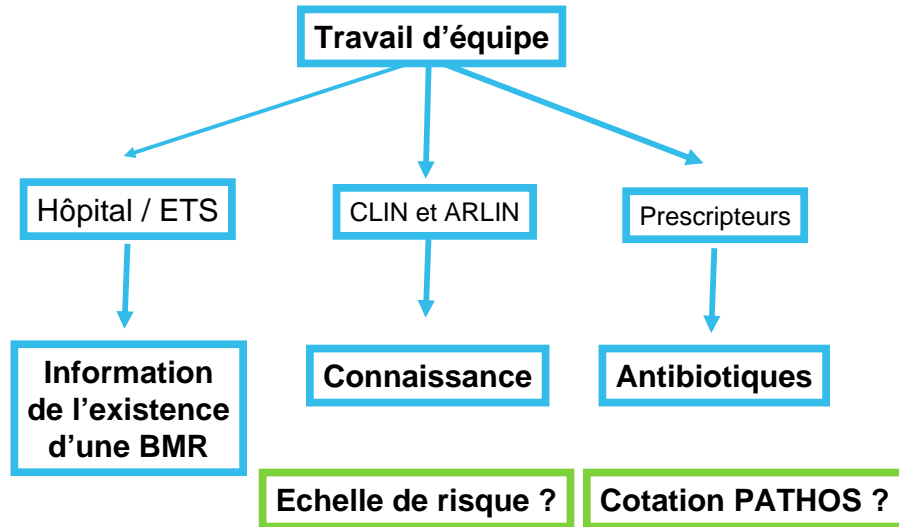 Travail d'équipe
Hôpital / ETS
CLIN et ARLIN
Prescripteurs
Information
de l'existence
d'une BMR
Connaissance
Antibiotiques
Echelle de risque ?
Cotation PATHOS ?